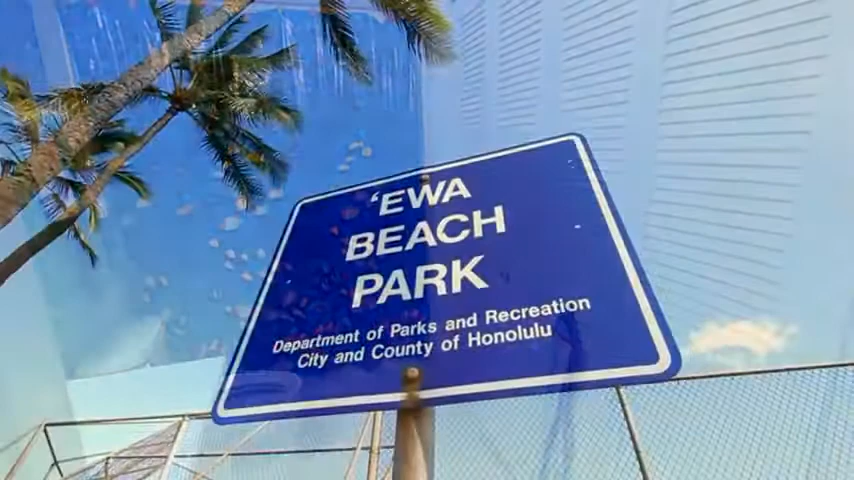 ‘EWA
BEACH
PARK
Department of Parks and Recreation
City and County of Honolulu